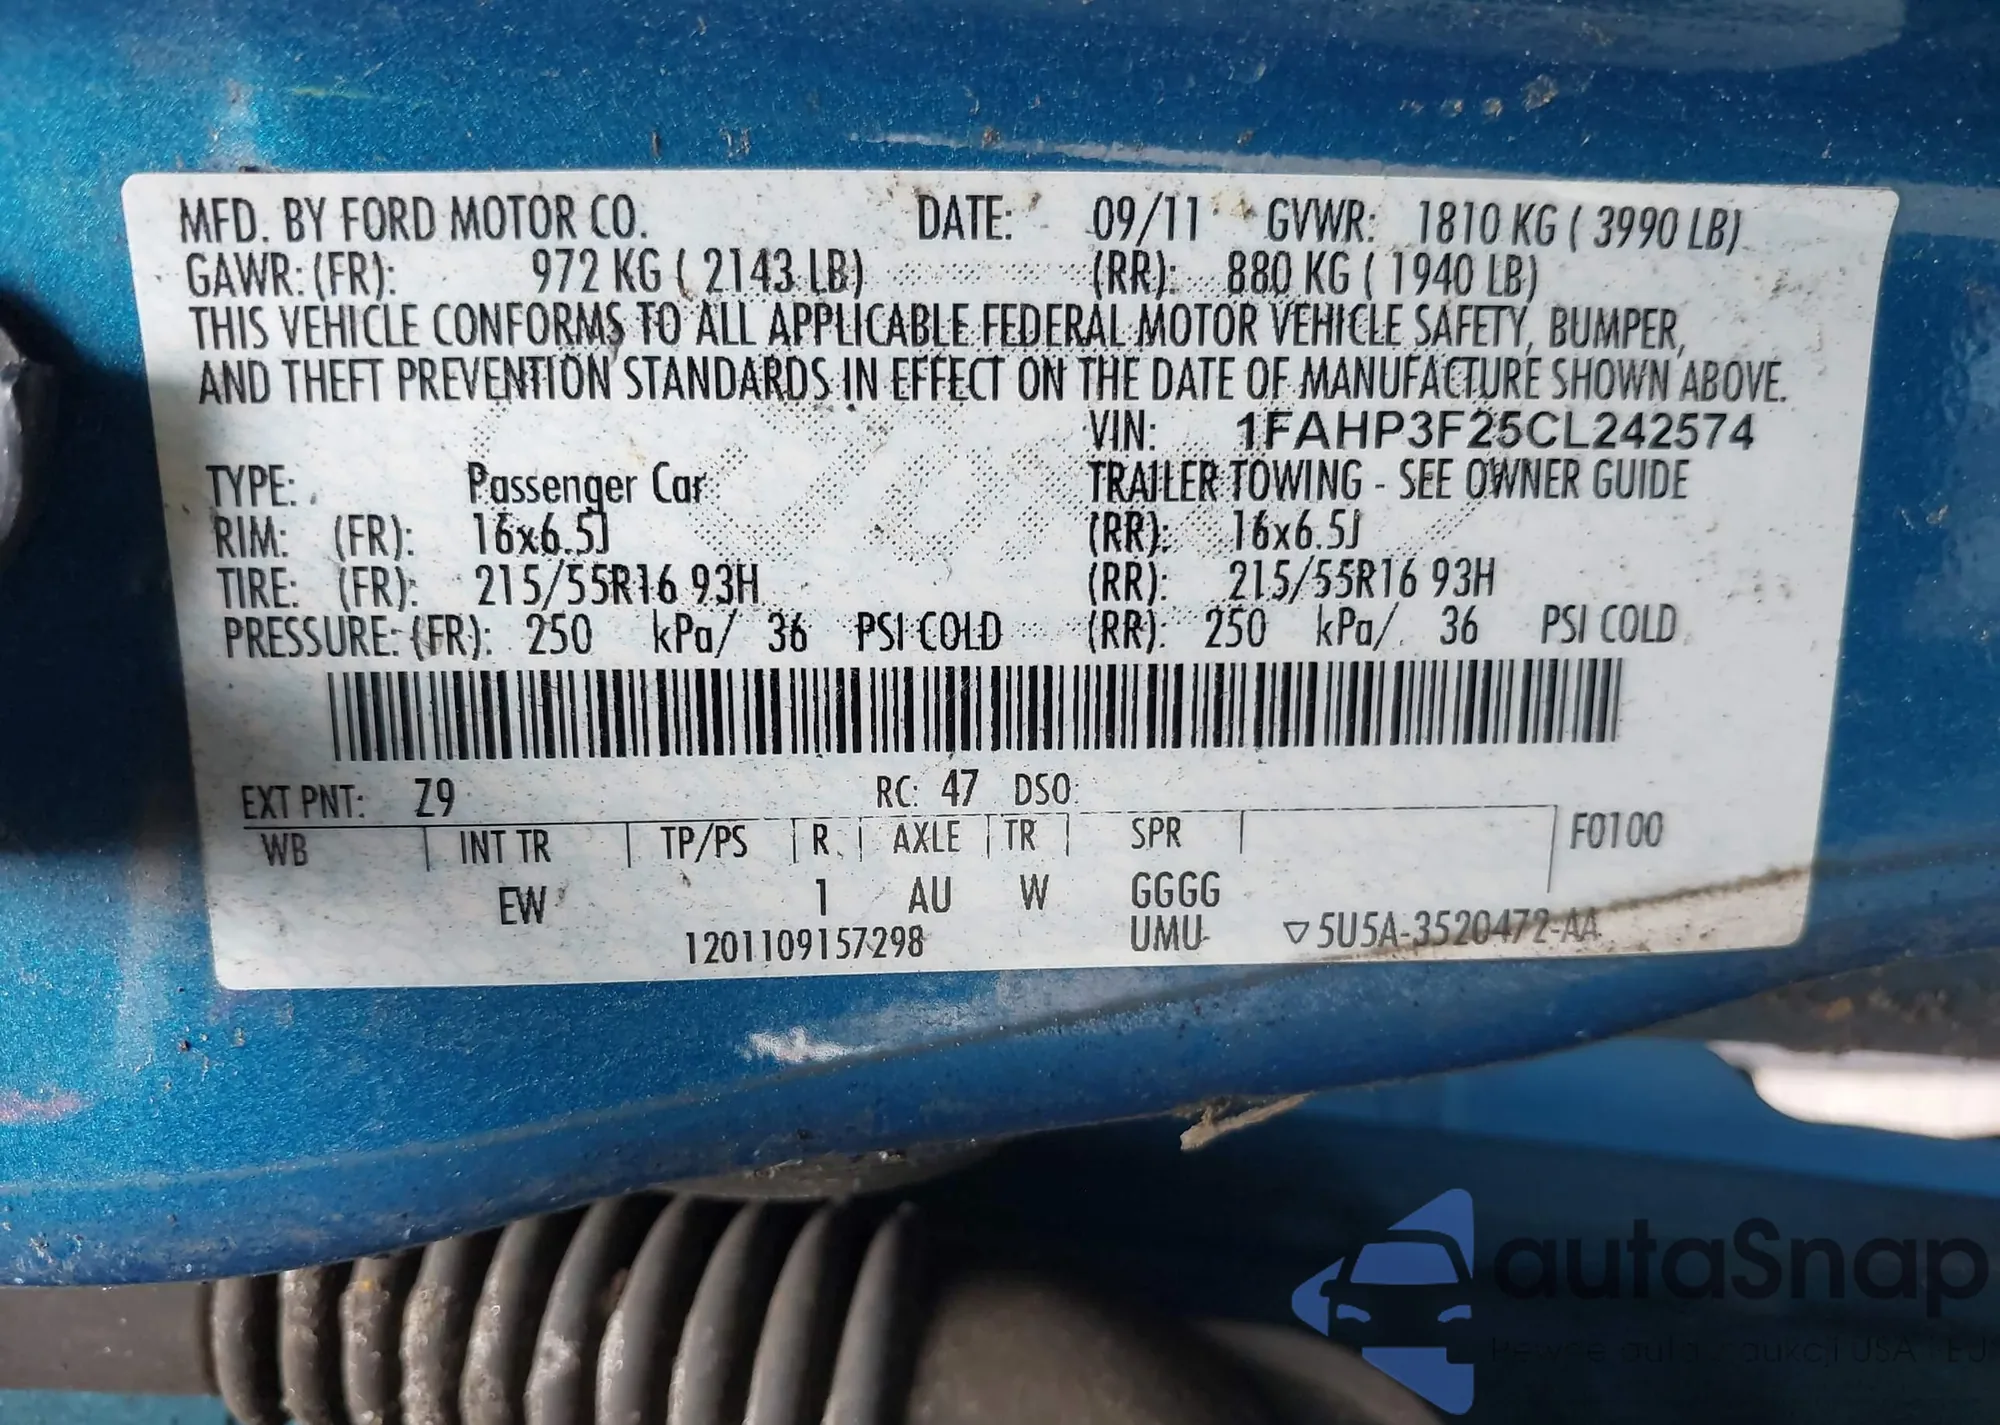 MFD. BY FORD MOTOR CO. DATE: 09/11 GVWR: 1810 KG ( 3990 LB)
GAWR: (FR): 972 KG ( 2143 LB) (RR): 880 KG ( 1940 LB)
THIS VEHICLE CONFORMS TO ALL APPLICABLE FEDERAL MOTOR VEHICLE SAFETY, BUMPER,
AND THEFT PREVENTION STANDARDS IN EFFECT ON THE DATE OF MANUFACTURE SHOWN ABOVE.
VIN: 1FAHP3F25CL242574
TYPE: Passenger Car TRAILER TOWING - SEE OWNER GUIDE
RIM: (FR): 16x6.5J (RR): 16x6.5J
TIRE: (FR): 215/55R16 93H (RR): 215/55R16 93H
PRESSURE: (FR): 250 kPa/ 36 PSI COLD (RR): 250 kPa/ 36 PSI COLD
EXT PNT: Z9 RC: 47 DSO:
WB INT TR TP/PS R AXLE TR SPR F0100
EW 1 AU W GGGG
1201109157298 UMU ▽5U5A-3520472-AA
autoSnap
auto aukcji USA